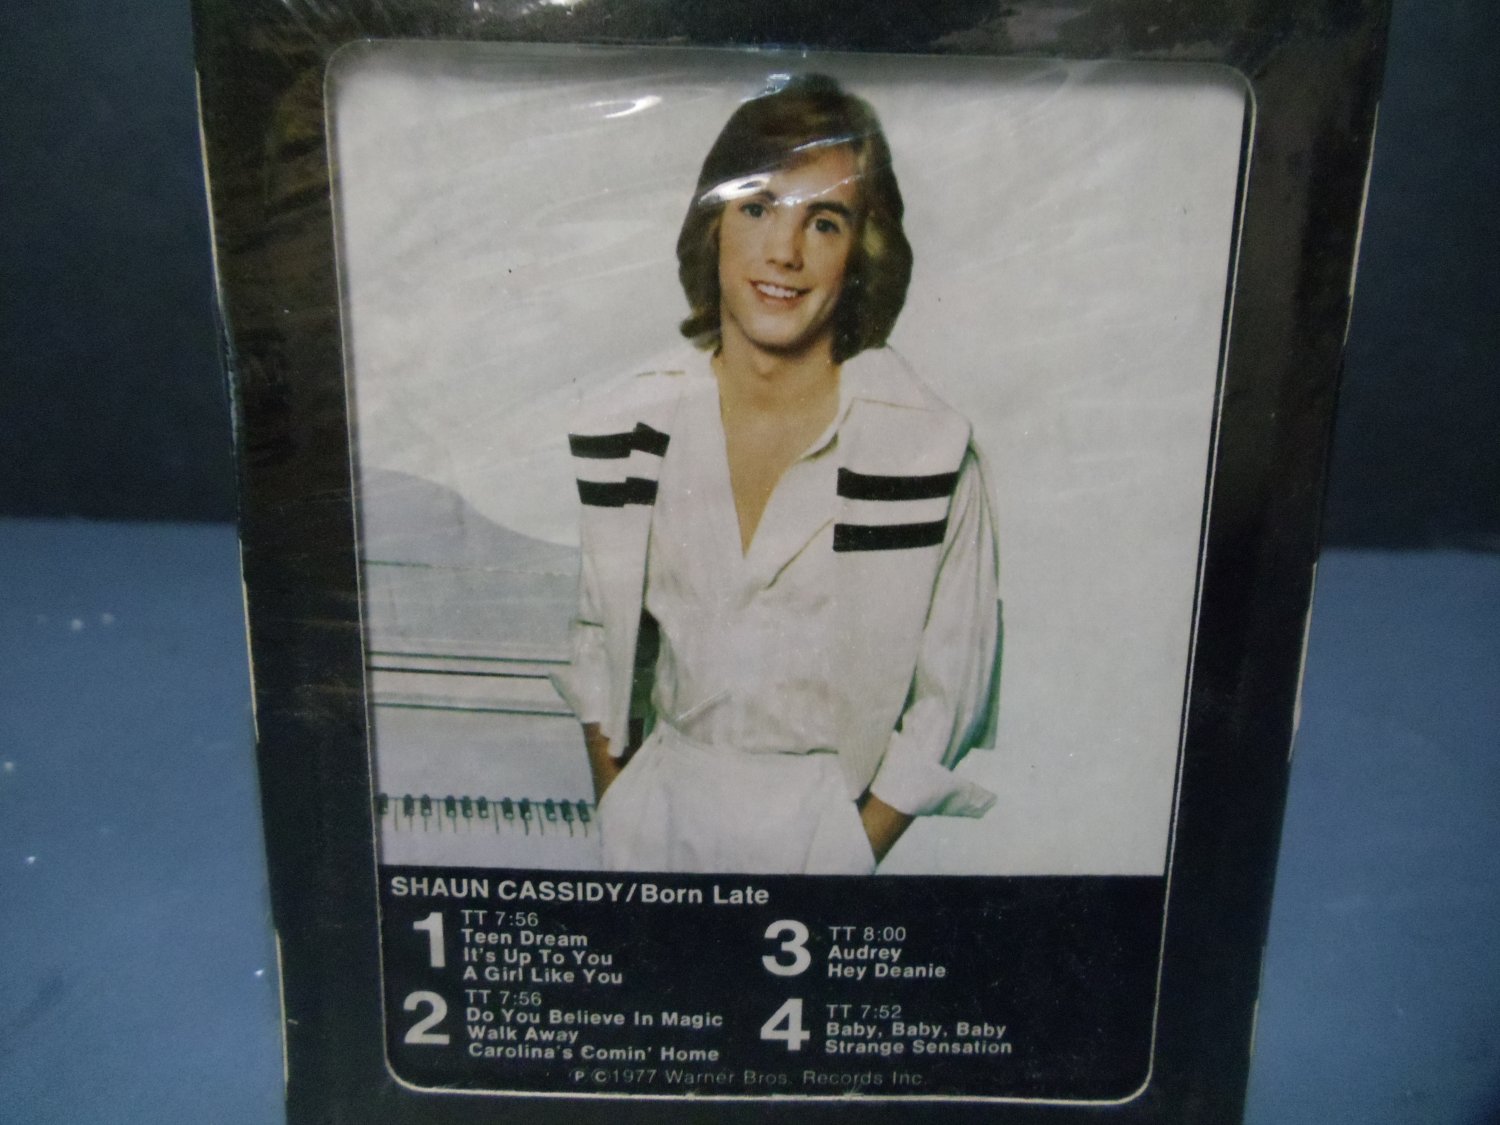 SHAUN CASSIDY/Born Late
1 TT 7:56
Teen Dream
It's Up To You
A Girl Like You
2 TT 7:56
Do You Believe In Magic
Walk Away
Carolina's Comin' Home
3 TT 8:00
Audrey
Hey Deanie
4 TT 7:52
Baby, Baby, Baby
Strange Sensation
℗ ©1977 Warner Bros. Records Inc.